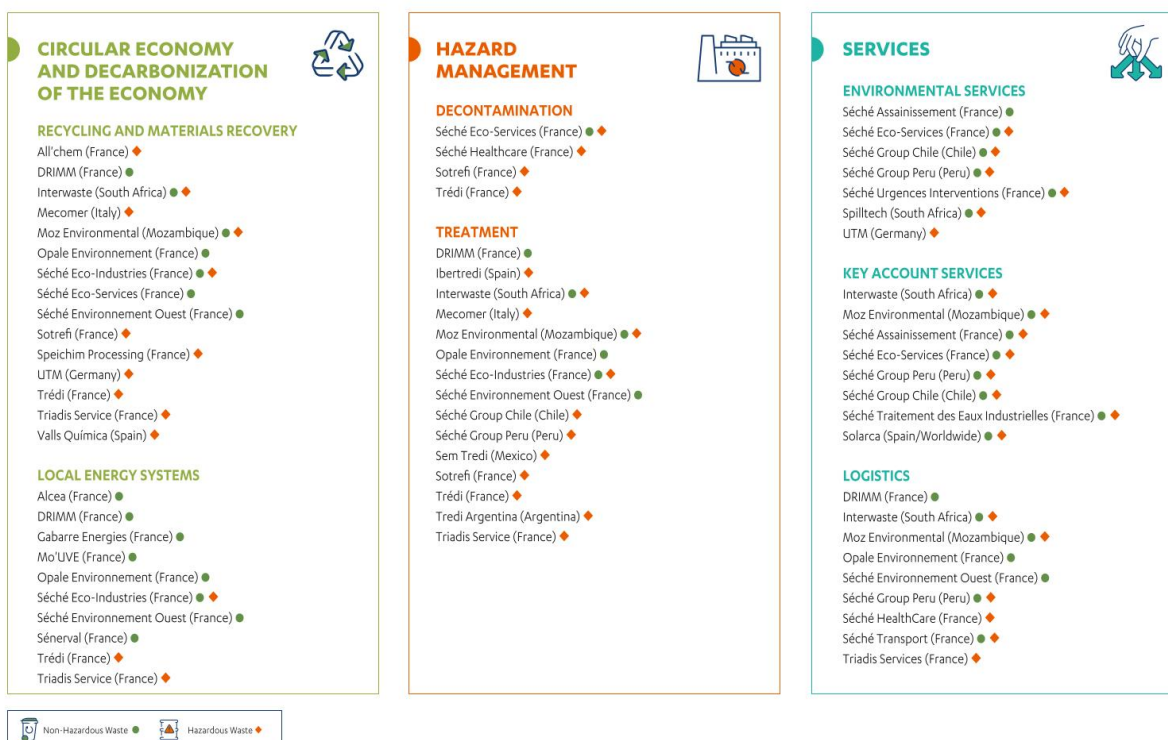 CIRCULAR ECONOMY
AND DECARBONIZATION
OF THE ECONOMY
RECYCLING AND MATERIALS RECOVERY
All'chem (France)
DRIMM (France)
Interwaste (South Africa)
Mecomer (Italy)
Moz Environmental (Mozambique)
Opale Environnement (France)
Séché Eco-Industries (France)
Séché Eco-Services (France)
Séché Environnement Ouest (France)
Sotrefi (France)
Speichim Processing (France)
UTM (Germany)
Trédi (France)
Triadis Service (France)
Valls Química (Spain)
LOCAL ENERGY SYSTEMS
Alcea (France)
DRIMM (France)
Gabarre Energies (France)
Mo'UVE (France)
Opale Environnement (France)
Séché Eco-Industries (France)
Séché Environnement Ouest (France)
Sénerval (France)
Trédi (France)
Triadis Service (France)
HAZARD
MANAGEMENT
DECONTAMINATION
Séché Eco-Services (France)
Séché Healthcare (France)
Sotrefi (France)
Trédi (France)
TREATMENT
DRIMM (France)
Ibertredi (Spain)
Interwaste (South Africa)
Mecomer (Italy)
Moz Environmental (Mozambique)
Opale Environnement (France)
Séché Eco-Industries (France)
Séché Environnement Ouest (France)
Séché Group Chile (Chile)
Séché Group Peru (Peru)
Sem Tredi (Mexico)
Sotrefi (France)
Trédi (France)
Tredi Argentina (Argentina)
Triadis Service (France)
SERVICES
ENVIRONMENTAL SERVICES
Séché Assainissement (France)
Séché Eco-Services (France)
Séché Group Chile (Chile)
Séché Group Peru (Peru)
Séché Urgences Interventions (France)
Spilltech (South Africa)
UTM (Germany)
KEY ACCOUNT SERVICES
Interwaste (South Africa)
Moz Environmental (Mozambique)
Séché Assainissement (France)
Séché Eco-Services (France)
Séché Group Peru (Peru)
Séché Group Chile (Chile)
Séché Traitement des Eaux Industrielles (France)
Solarca (Spain/Worldwide)
LOGISTICS
DRIMM (France)
Interwaste (South Africa)
Moz Environmental (Mozambique)
Opale Environnement (France)
Séché Environnement Ouest (France)
Séché Group Peru (Peru)
Séché HealthCare (France)
Séché Transport (France)
Triadis Services (France)
Non-Hazardous Waste
Hazardous Waste